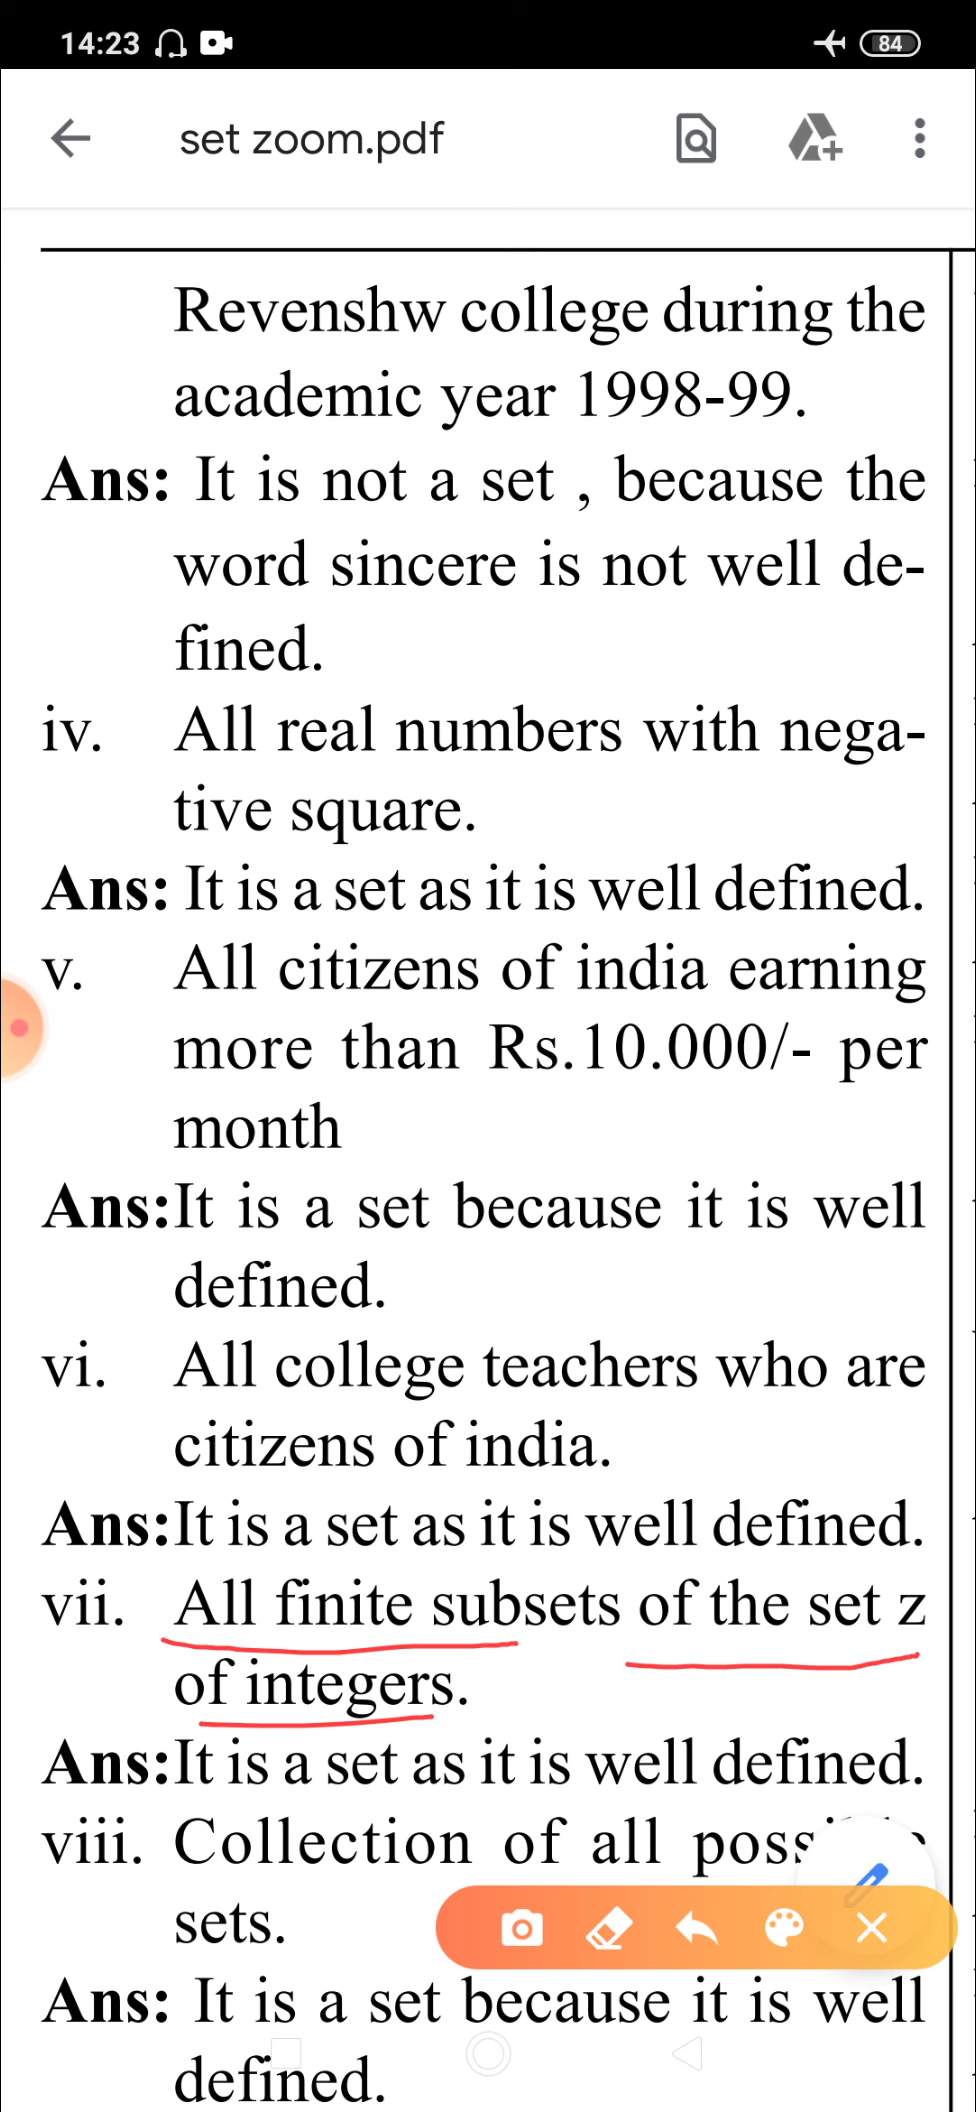 14:23
84
set zoom.pdf
Revenshw college during the
academic year 1998-99.
Ans: It is not a set , because the
word sincere is not well de-
fined.
iv. All real numbers with nega-
tive square.
Ans: It is a set as it is well defined.
v. All citizens of india earning
more than Rs.10.000/- per
month
Ans:It is a set because it is well
defined.
vi. All college teachers who are
citizens of india.
Ans:It is a set as it is well defined.
vii. All finite subsets of the set z
of integers.
Ans:It is a set as it is well defined.
viii. Collection of all
sets.
Ans: It is a set because it is well
defined.